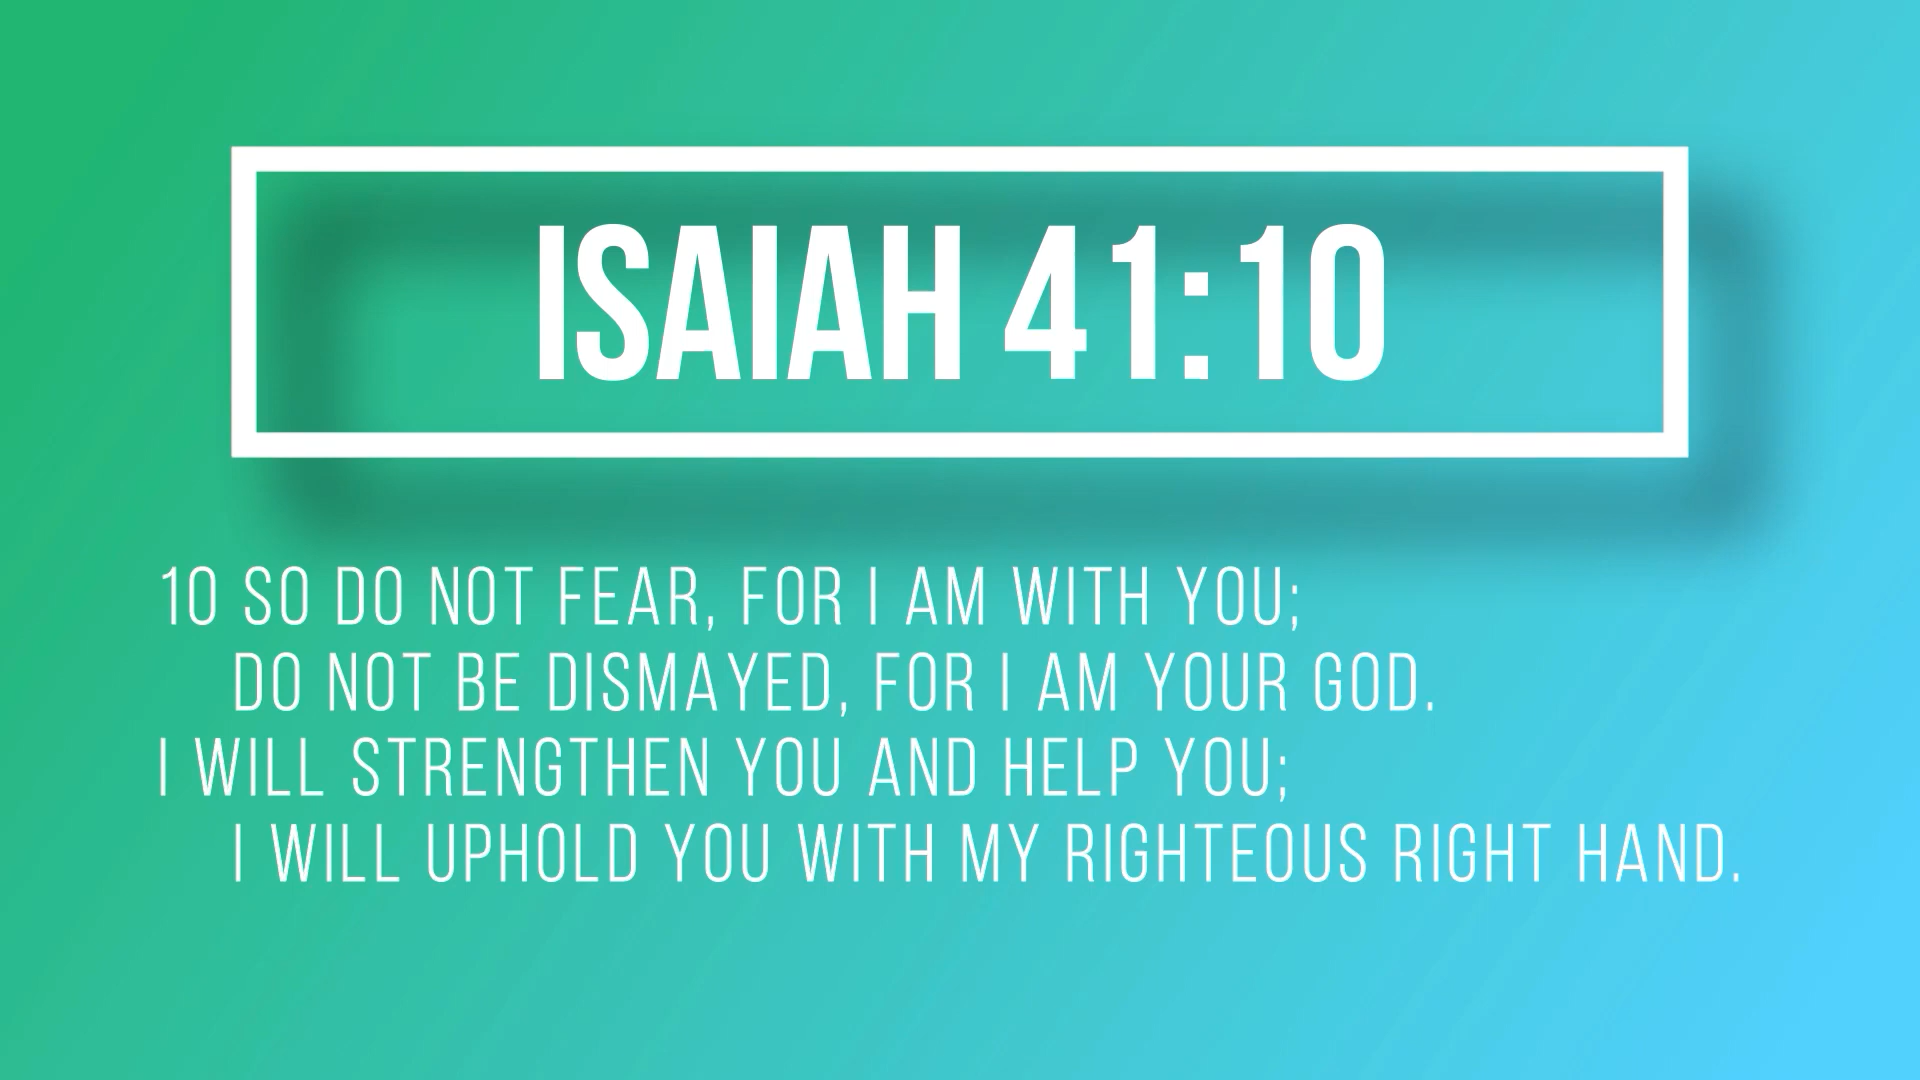 ISAIAH 41:10
10 SO DO NOT FEAR, FOR I AM WITH YOU;
DO NOT BE DISMAYED, FOR I AM YOUR GOD.
I WILL STRENGTHEN YOU AND HELP YOU;
I WILL UPHOLD YOU WITH MY RIGHTEOUS RIGHT HAND.